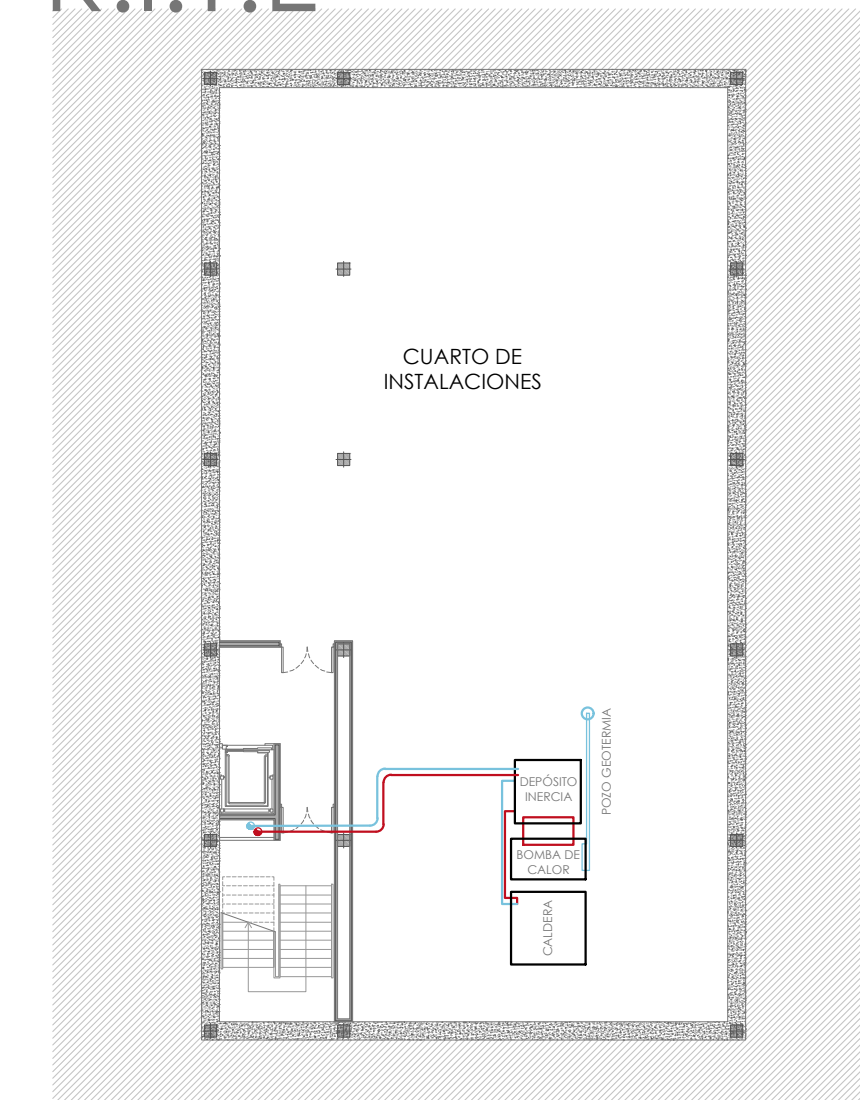 R.I.T.E
CUARTO DE
INSTALACIONES
POZO GEOTERMIA
DEPÓSITO
INERCIA
BOMBA DE
CALOR
CALDERA